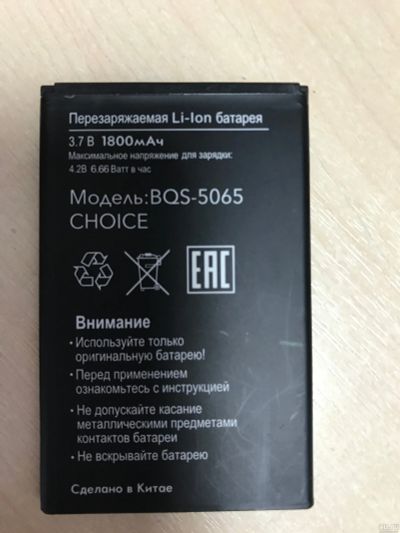 Перезаряжаемая Li-Ion батарея
3.7 В 1800мАч
Максимальное напряжение для зарядки:
4.2В 6.66 Ватт в час
Модель:BQS-5065
CHOICE
EAC
Внимание
• Используйте только
оригинальную батарею!
• Перед применением
ознакомьтесь с инструкцией
• Не допускайте касание
металлическими предметами
контактов батареи
• Не вскрывайте батарею
Сделано в Китае